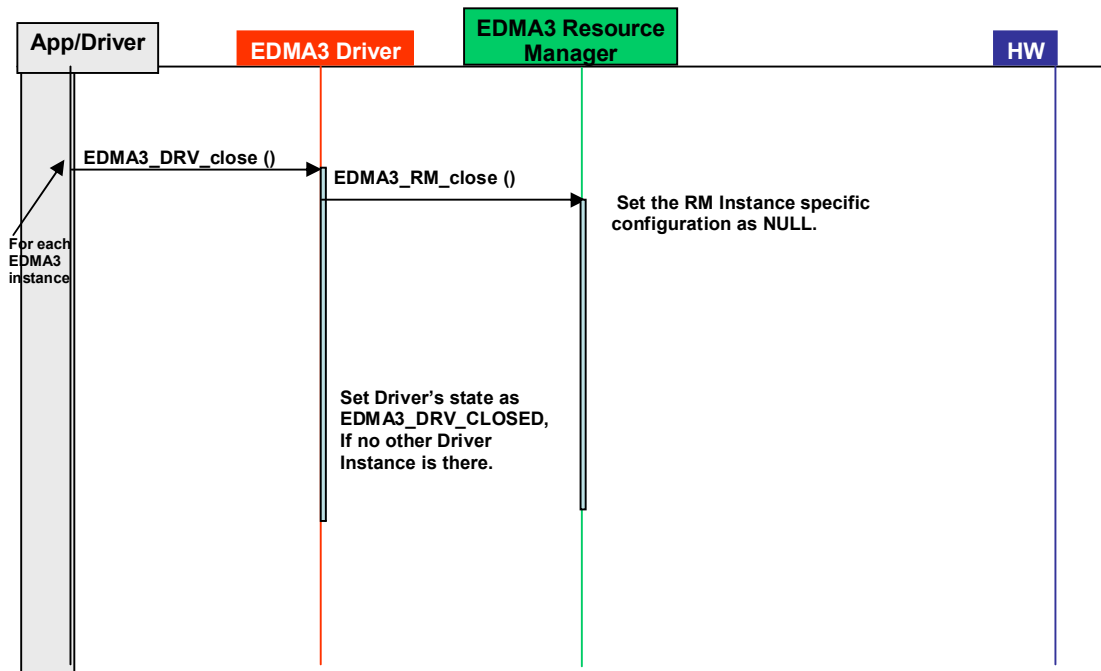 App/Driver
EDMA3 Driver
EDMA3 Resource
Manager
HW
EDMA3_DRV_close ()
EDMA3_RM_close ()
Set the RM Instance specific
configuration as NULL.
For each
EDMA3
instance
Set Driver's state as
EDMA3_DRV_CLOSED,
If no other Driver
Instance is there.